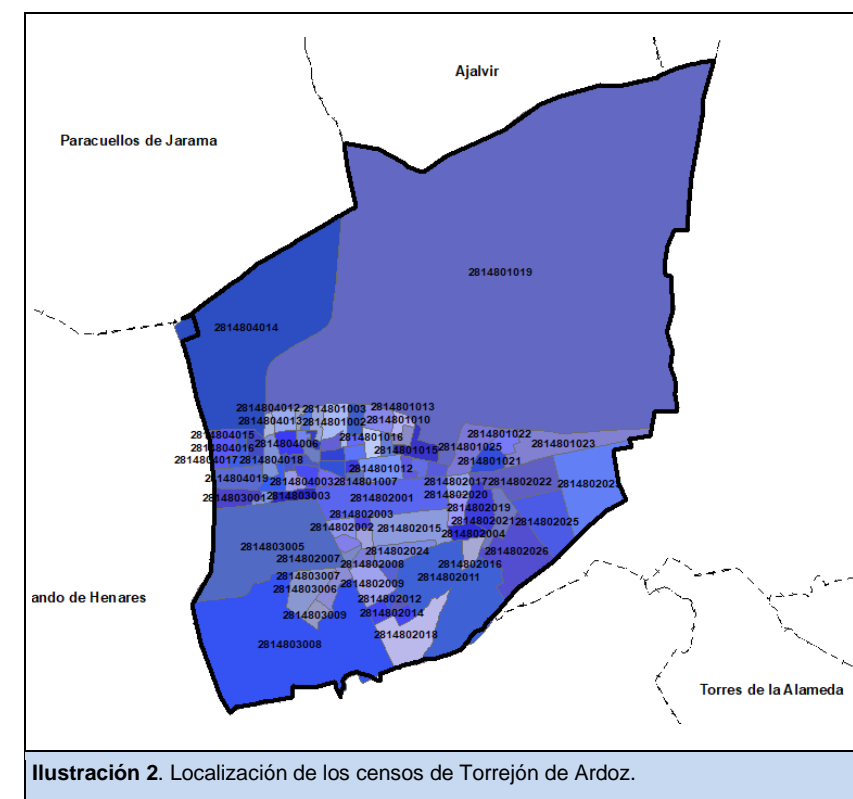 Ajalvir
Paracuellos de Jarama
2814801019
2814804014
2814804012 2814801003 2814801013
2814804013 2814801002 2814801010
2814804015 2814801016 2814801022
2814804016 2814804006 2814801015 2814801025 2814801023
2814804017 2814804018 2814801012 2814801021
2814804019 2814804003 2814801007 2814802017 2814802022 281480202
2814803001 2814803003 2814802001 2814802020
2814802003 2814802019
2814802002 2814802015 2814802021 2814802025
2814802004
2814803005 2814802024 2814802026
2814802007 2814802008 2814802016
2814803007 2814802009 2814802011
2814803006
2814802012
ando de Henares
2814803009 2814802014
2814802018
2814803008
Torres de la Alameda
Ilustración 2. Localización de los censos de Torrejón de Ardoz.